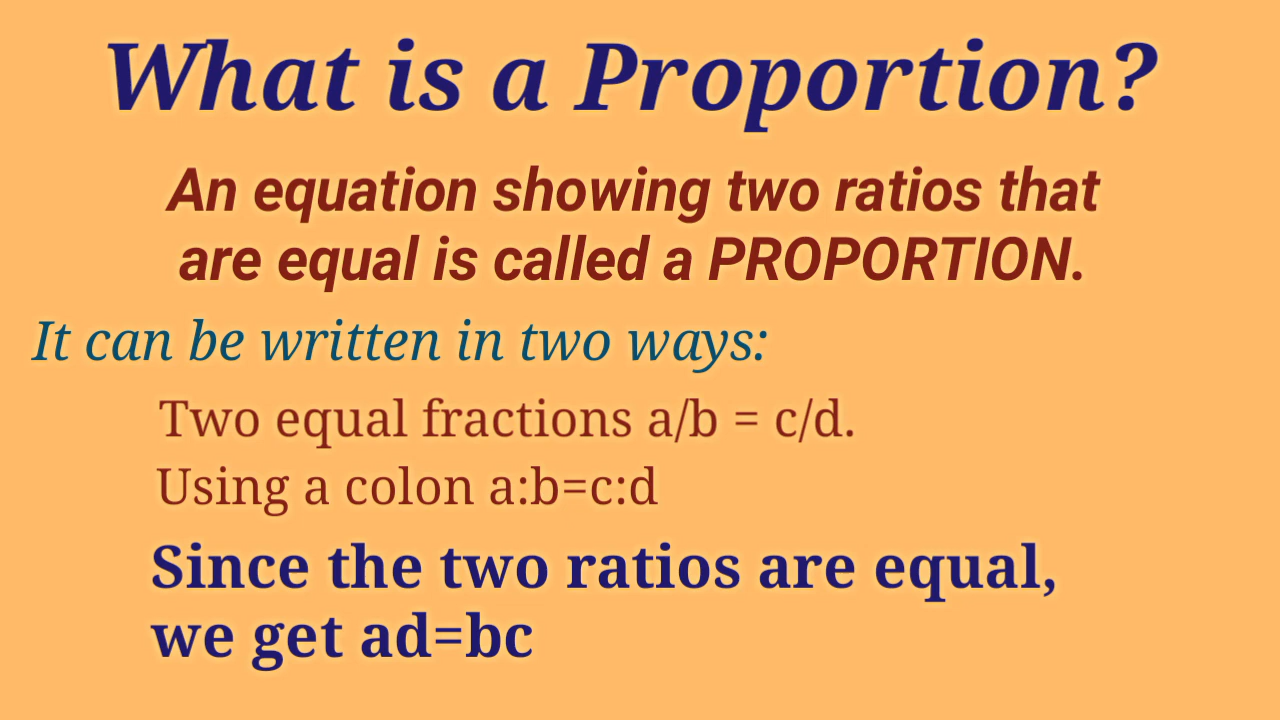 What is a Proportion?
An equation showing two ratios that
are equal is called a PROPORTION.
It can be written in two ways:
Two equal fractions a/b = c/d.
Using a colon a:b=c:d
Since the two ratios are equal,
we get ad=bc